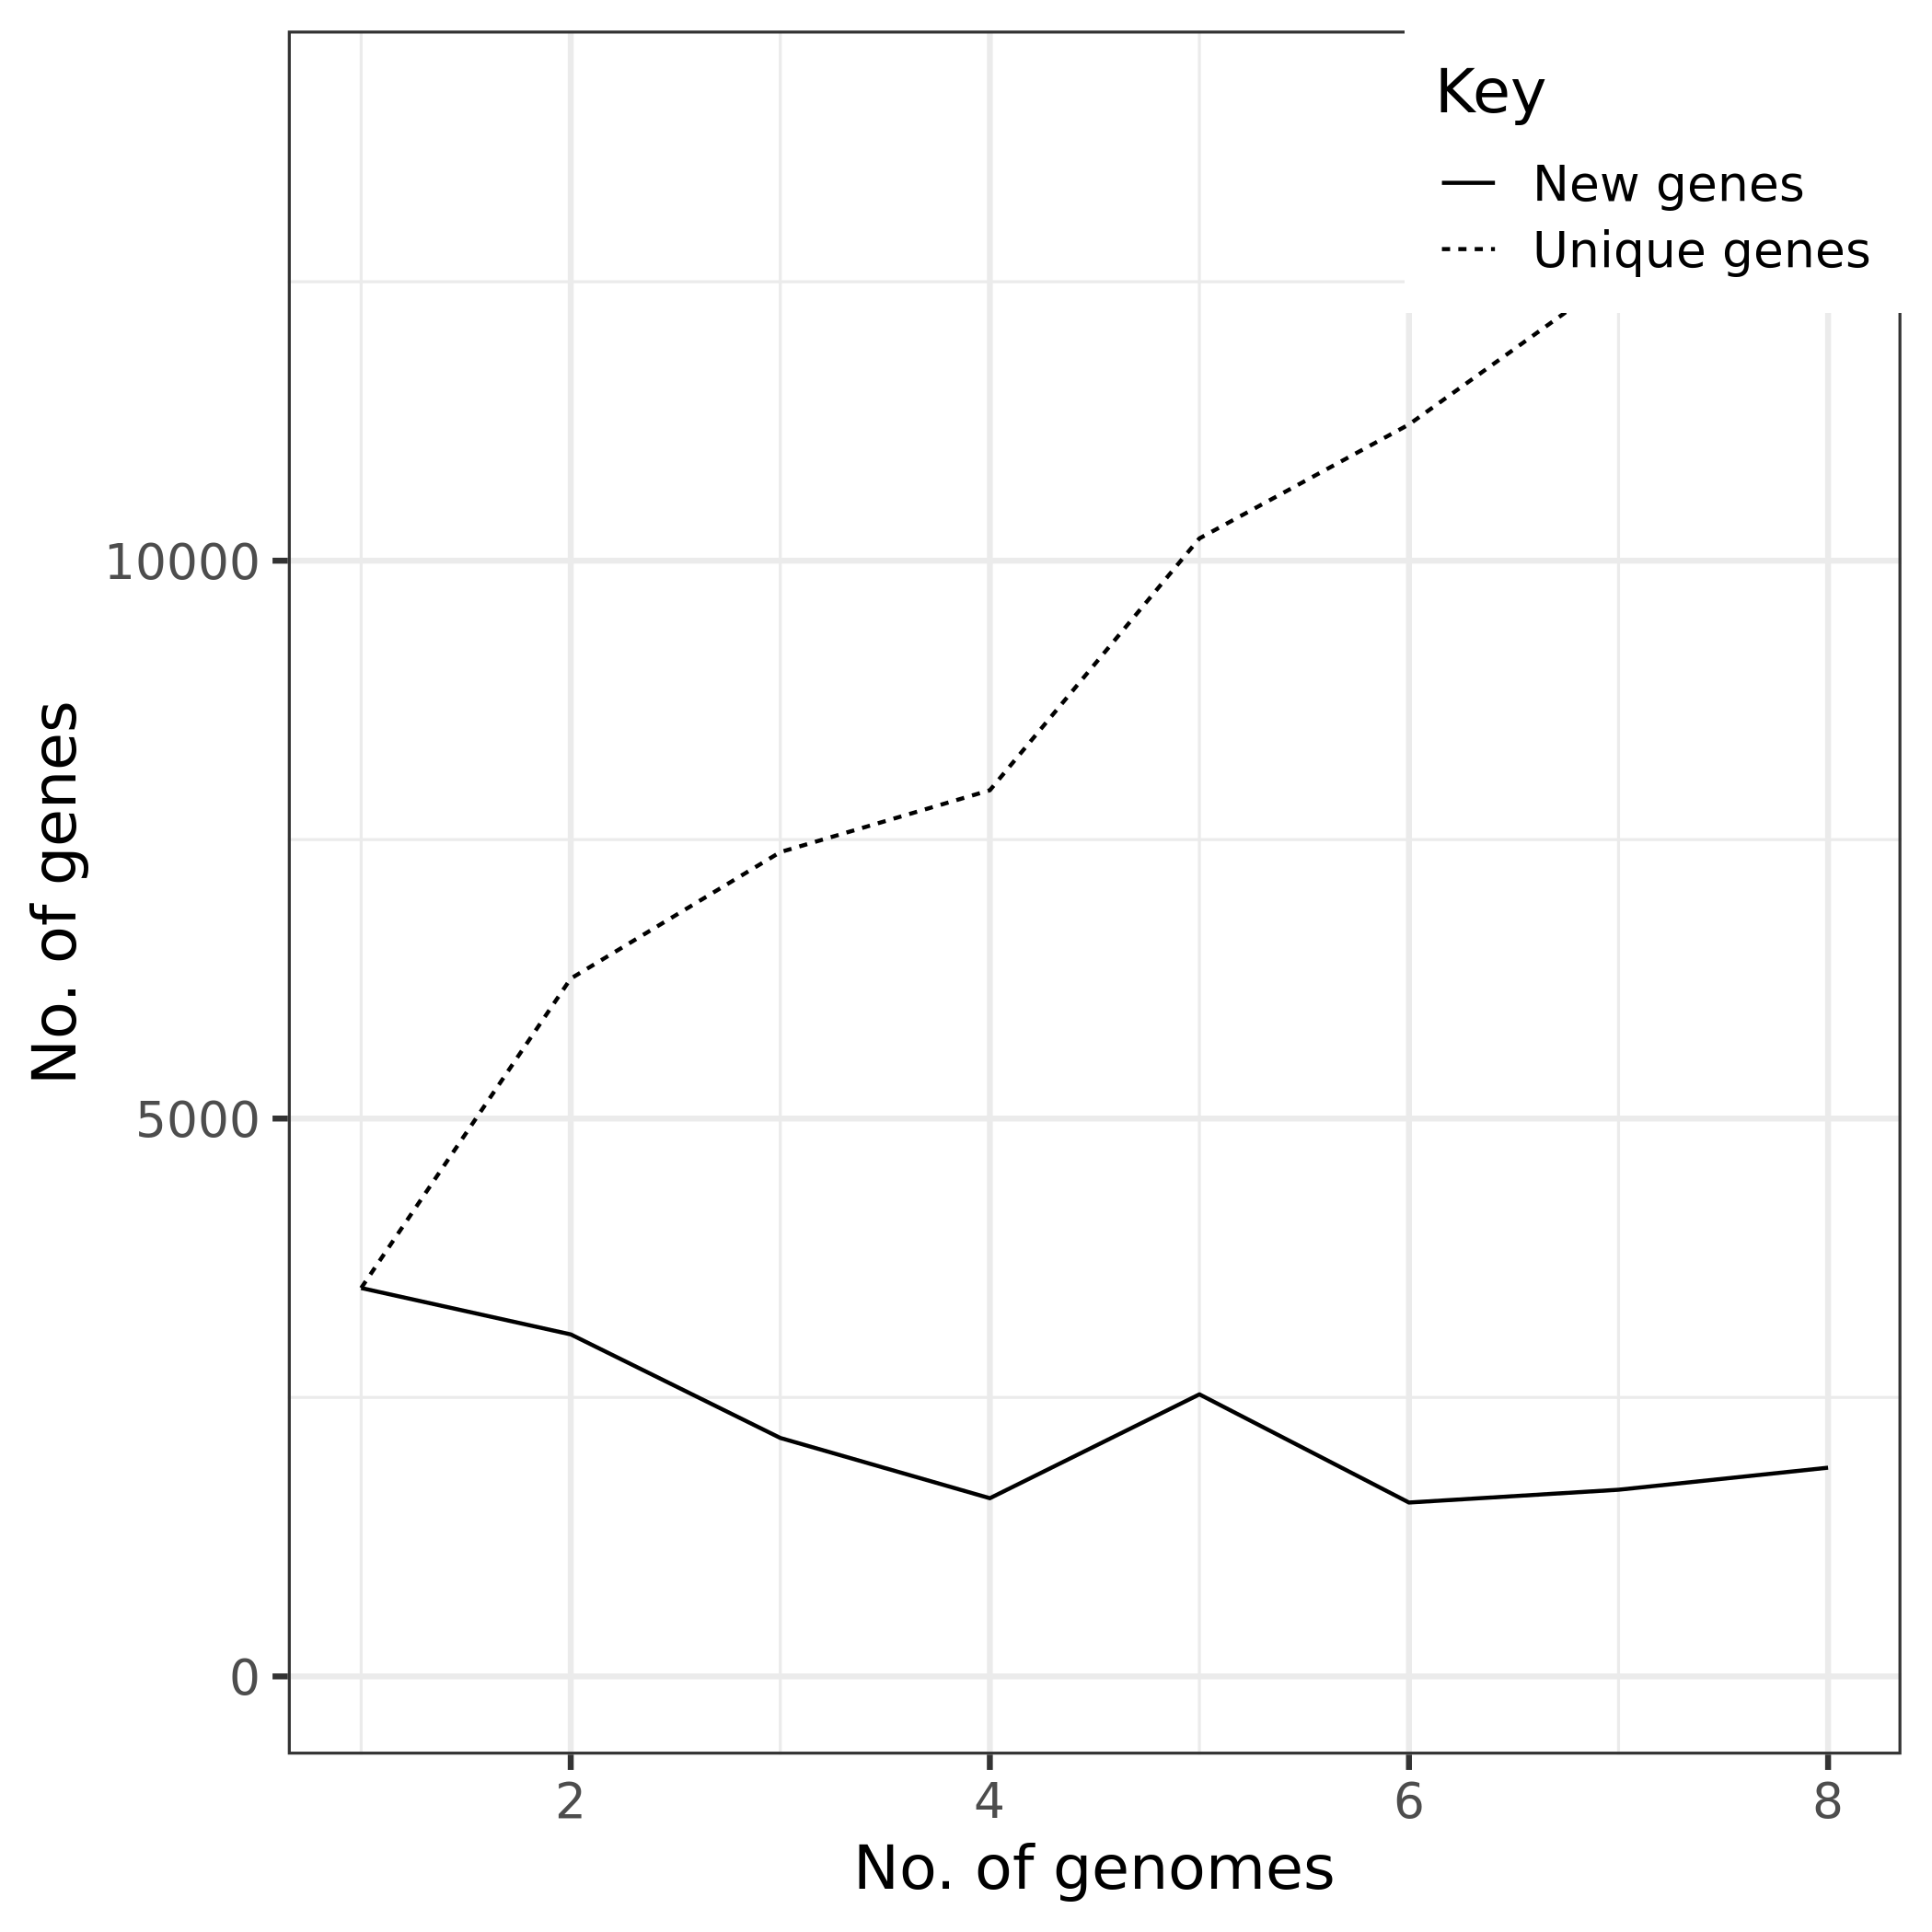 Key
New genes
Unique genes
No. of genes
10000
5000
0
2
4
6
8
No. of genomes